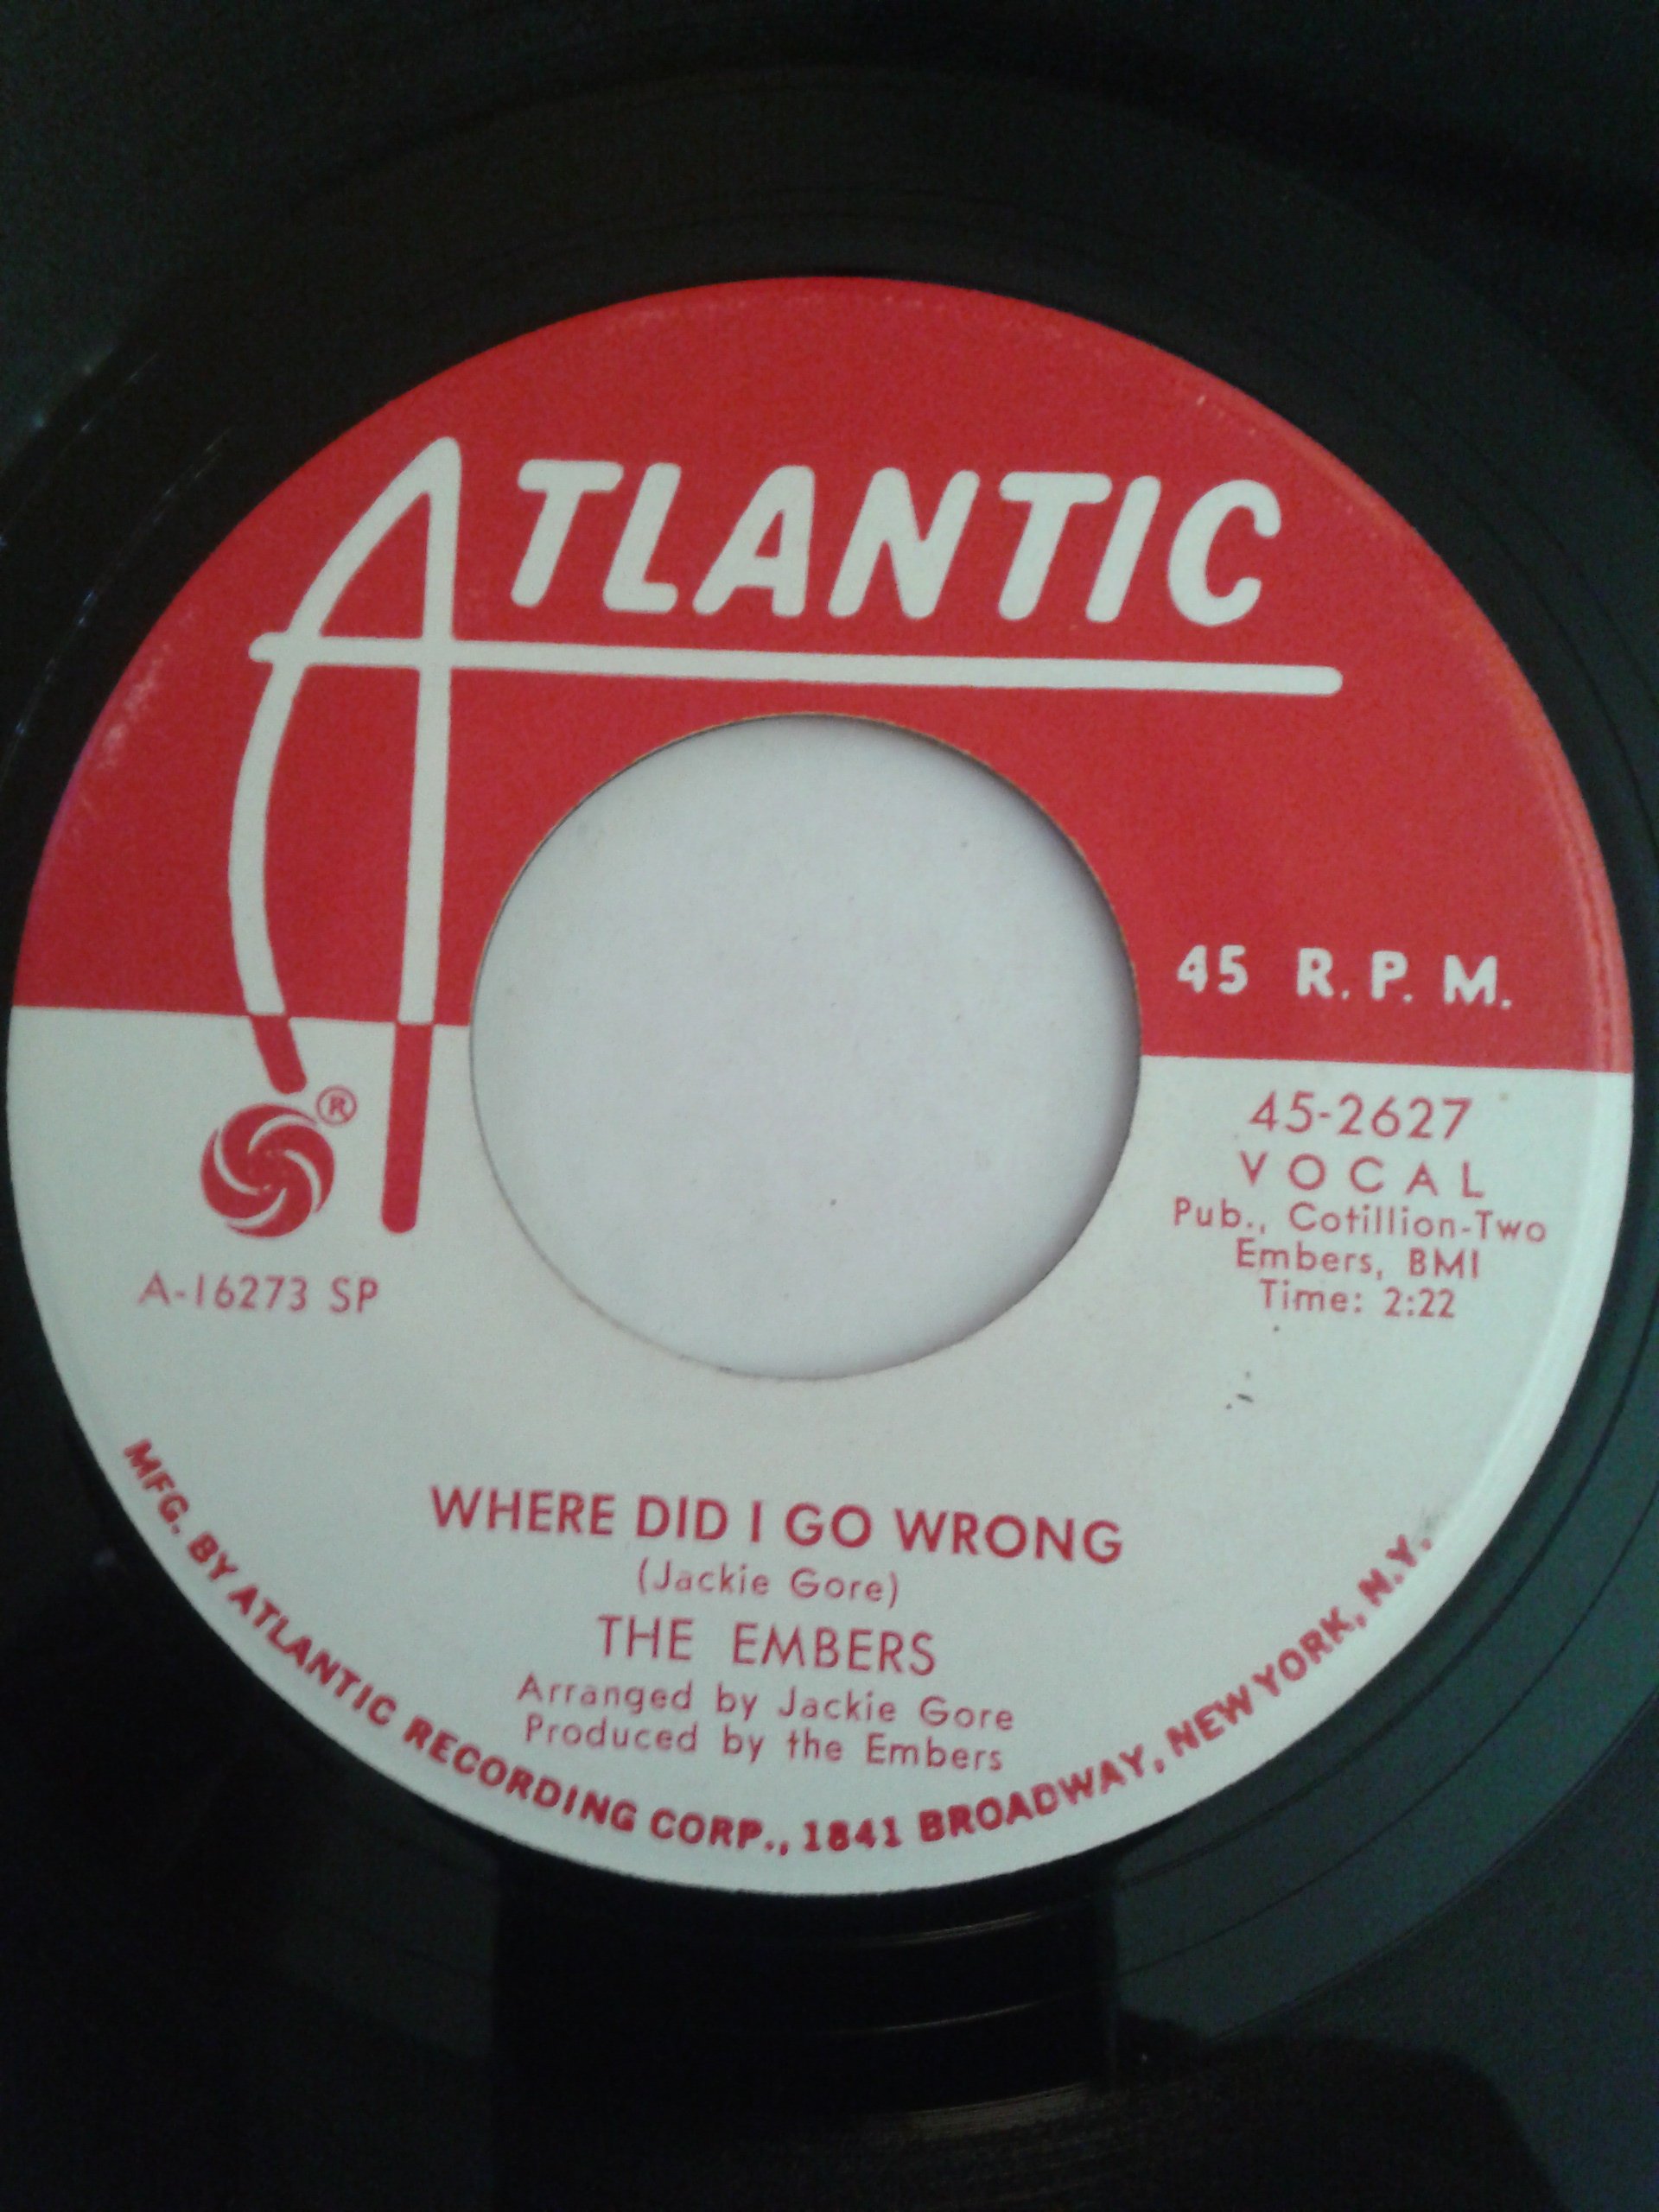 ATLANTIC
45 R.P.M.
®
45-2627
VOCAL
Pub., Cotillion-Two
Embers, BMI
Time: 2:22
A-16273 SP
WHERE DID I GO WRONG
(Jackie Gore)
THE EMBERS
Arranged by Jackie Gore
Produced by the Embers
MFG. BY ATLANTIC RECORDING CORP., 1841 BROADWAY, NEW YORK, N.Y.